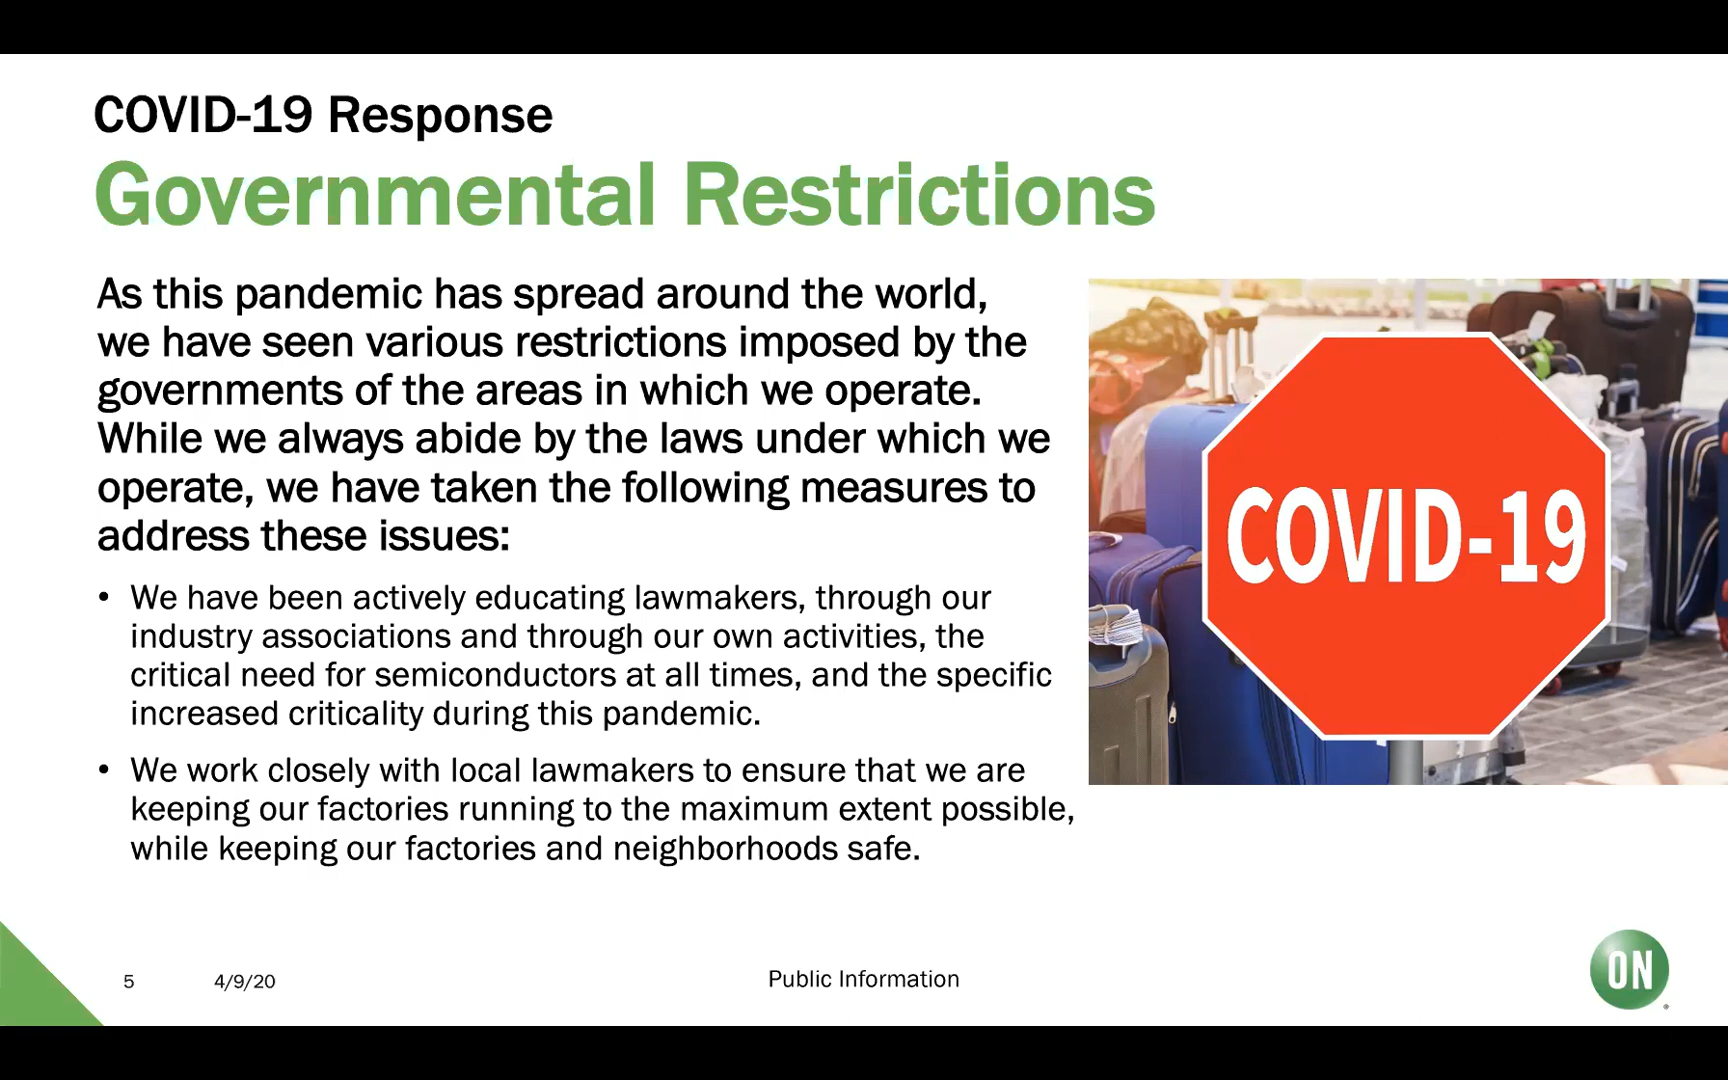 COVID-19 Response
Governmental Restrictions
As this pandemic has spread around the world,
we have seen various restrictions imposed by the
governments of the areas in which we operate.
While we always abide by the laws under which we
operate, we have taken the following measures to
address these issues:
• We have been actively educating lawmakers, through our
industry associations and through our own activities, the
critical need for semiconductors at all times, and the specific
increased criticality during this pandemic.
• We work closely with local lawmakers to ensure that we are
keeping our factories running to the maximum extent possible,
while keeping our factories and neighborhoods safe.
COVID-19
5 4/9/20 Public Information
ON